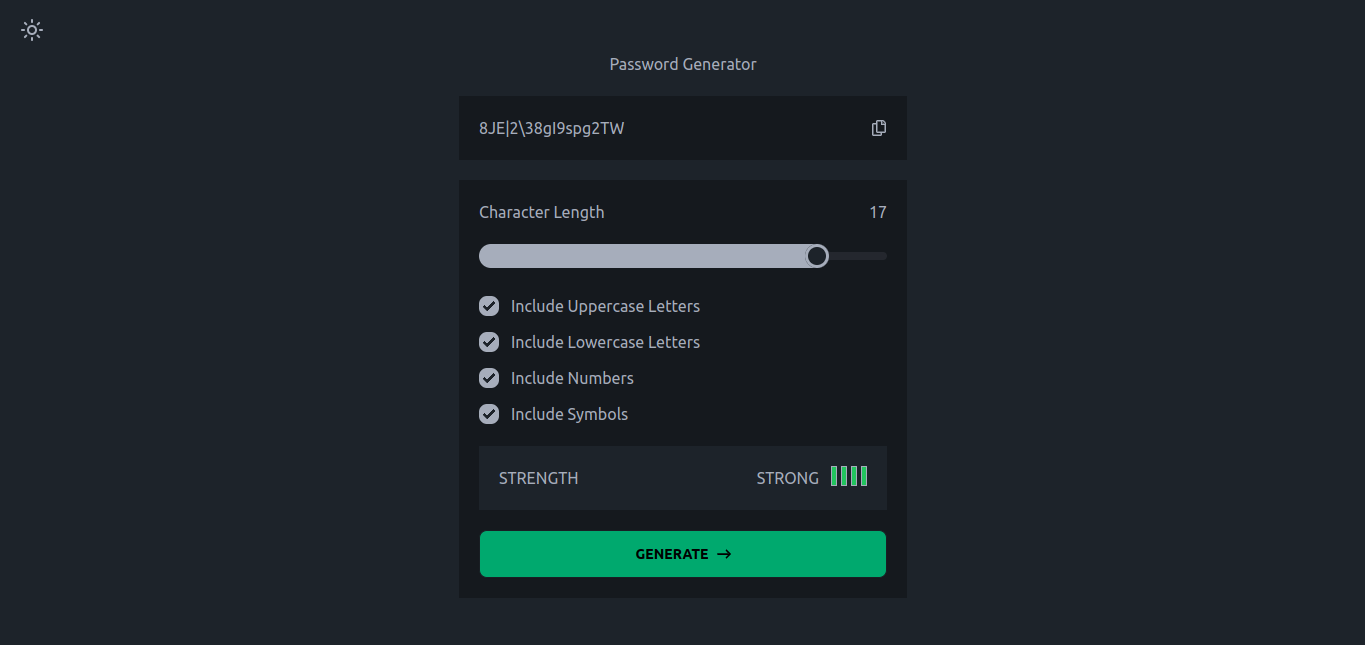 Password Generator
8JE|2\38gI9spg2TW
Character Length 17
Include Uppercase Letters
Include Lowercase Letters
Include Numbers
Include Symbols
STRENGTH STRONG
GENERATE →